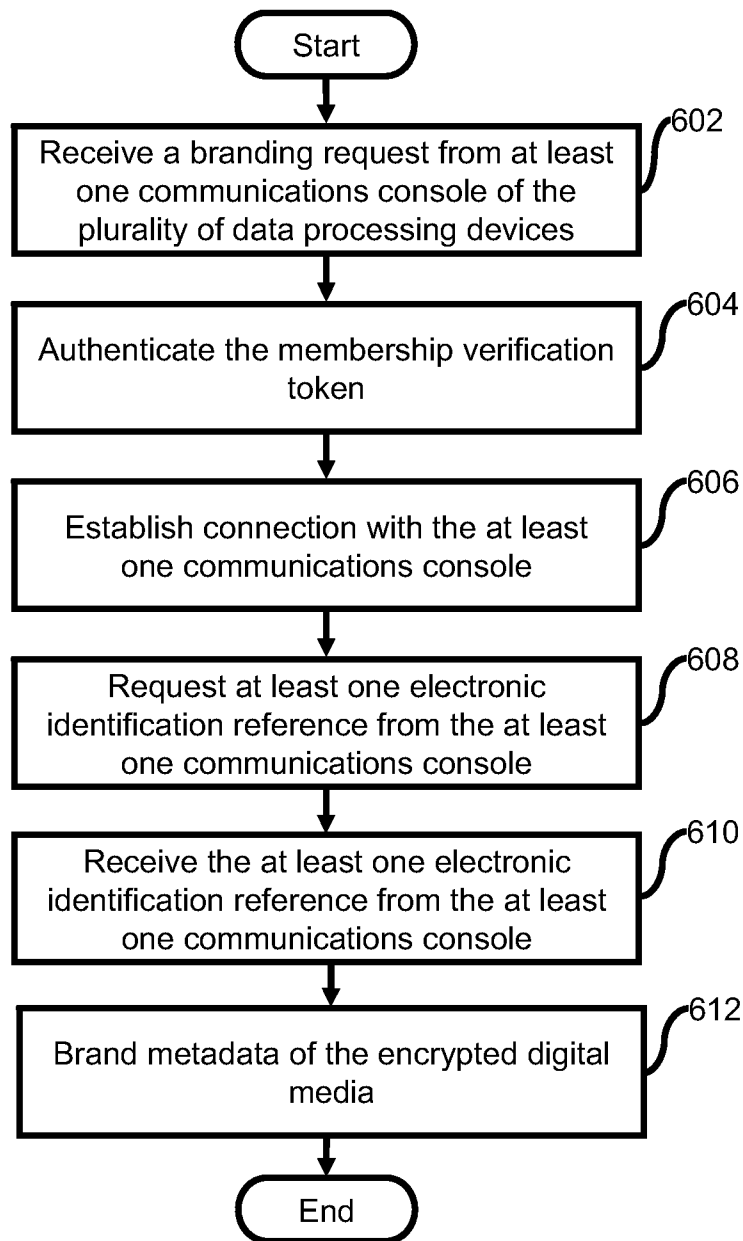 Start
602
Receive a branding request from at least
one communications console of the
plurality of data processing devices
604
Authenticate the membership verification
token
606
Establish connection with the at least
one communications console
608
Request at least one electronic
identification reference from the at least
one communications console
610
Receive the at least one electronic
identification reference from the at least
one communications console
612
Brand metadata of the encrypted digital
media
End